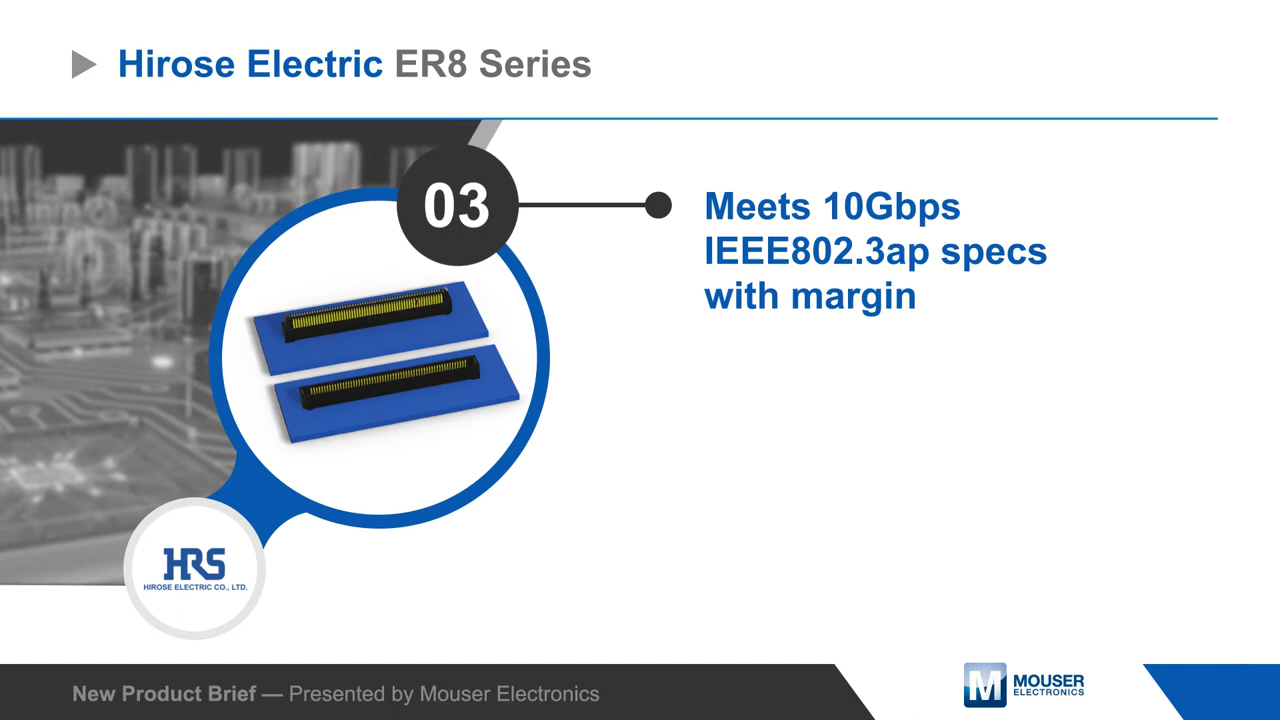 Hirose Electric ER8 Series
03
Meets 10Gbps
IEEE802.3ap specs
with margin
HRS
HIROSE ELECTRIC CO., LTD.
New Product Brief — Presented by Mouser Electronics
M
MOUSER
ELECTRONICS